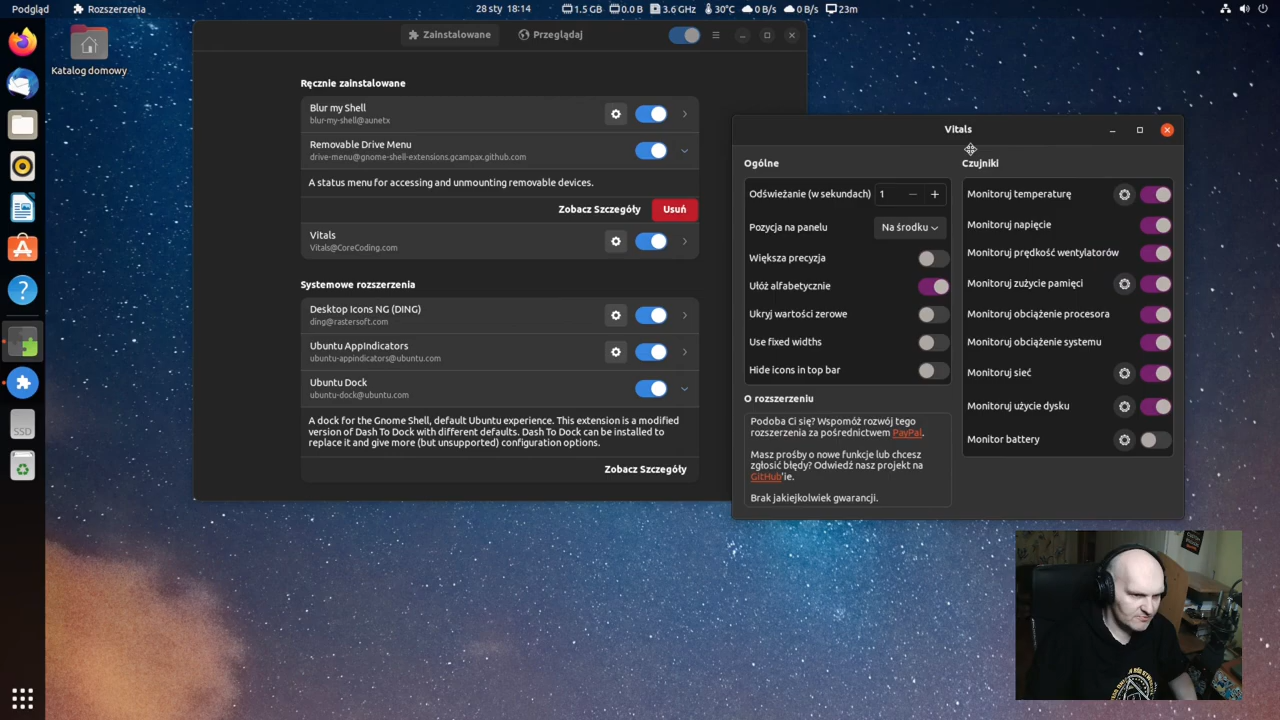 Podgląd
Rozszerzenia
28 sty 18:14
1.5 GB
0.0 B
3.6 GHz
30°C
0 B/s
0 B/s
23m
Katalog domowy
Zainstalowane
Przeglądaj
Ręcznie zainstalowane
Blur my Shell
blur-my-shell@aunetx
Removable Drive Menu
drive-menu@gnome-shell-extensions.gcampax.github.com
A status menu for accessing and unmounting removable devices.
Zobacz Szczegóły
Usuń
Vitals
Vitals@CoreCoding.com
Systemowe rozszerzenia
Desktop Icons NG (DING)
ding@rastersoft.com
Ubuntu AppIndicators
ubuntu-appindicators@ubuntu.com
Ubuntu Dock
ubuntu-dock@ubuntu.com
A dock for the Gnome Shell, default Ubuntu experience. This extension is a modified
version of Dash To Dock with different defaults. Dash To Dock can be installed to
replace it and give more (but unsupported) configuration options.
Zobacz Szczegóły
Vitals
Ogólne
Odświeżanie (w sekundach)
1
Pozycja na panelu
Na środku
Większa precyzja
Ułóż alfabetycznie
Ukryj wartości zerowe
Use fixed widths
Hide icons in top bar
O rozszerzeniu
Podoba Ci się? Wspomóż rozwój tego
rozszerzenia za pośrednictwem PayPal.
Masz prośby o nowe funkcje lub chcesz
zgłosić błędy? Odwiedź nasz projekt na
GitHub'ie.
Brak jakiejkolwiek gwarancji.
Czujniki
Monitoruj temperaturę
Monitoruj napięcie
Monitoruj prędkość wentylatorów
Monitoruj zużycie pamięci
Monitoruj obciążenie procesora
Monitoruj obciążenie systemu
Monitoruj sieć
Monitoruj użycie dysku
Monitor battery
SSD